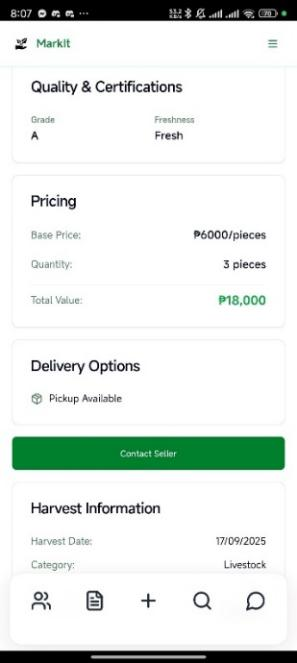 8:07
Markit
Quality & Certifications
Grade Freshness
A Fresh
Pricing
Base Price: ₱6000/pieces
Quantity: 3 pieces
Total Value: ₱18,000
Delivery Options
Pickup Available
Contact Seller
Harvest Information
Harvest Date: 17/09/2025
Category: Livestock